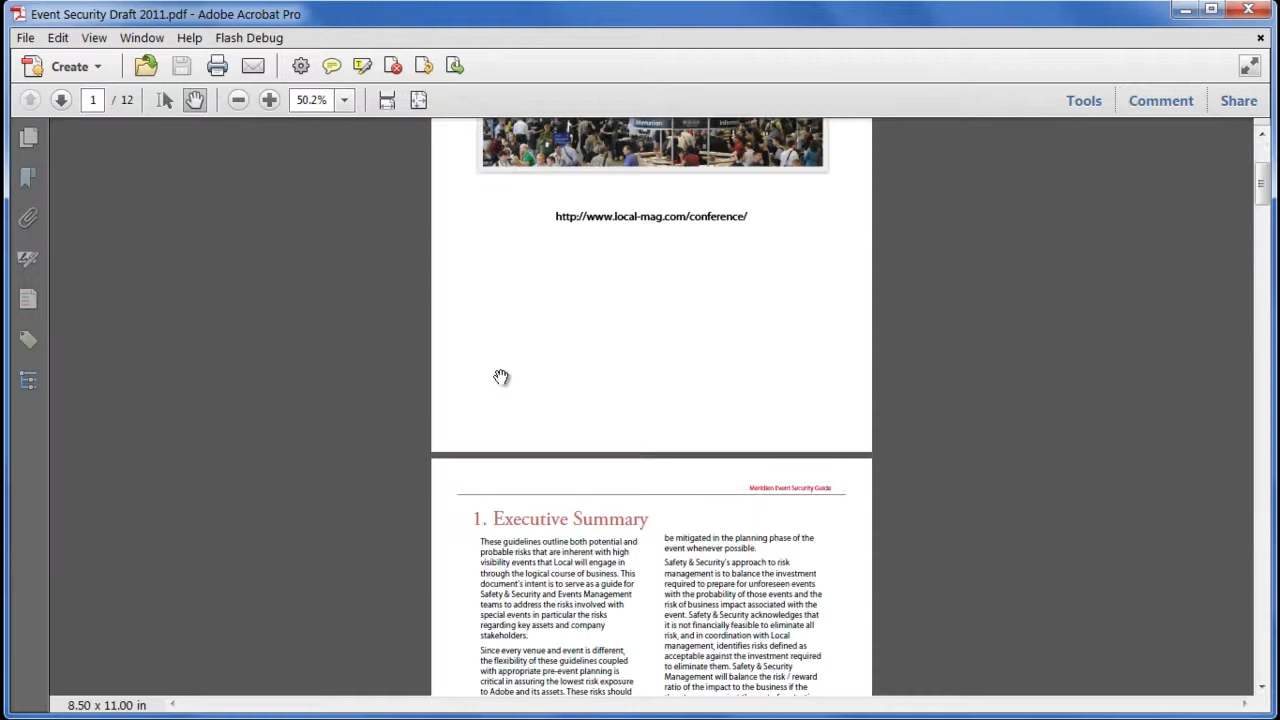 Event Security Draft 2011.pdf - Adobe Acrobat Pro
File Edit View Window Help Flash Debug
Create
1 / 12 50.2% Tools Comment Share
http://www.local-mag.com/conference/
Meridien Event Security Guide
1. Executive Summary
These guidelines outline both potential and
probable risks that are inherent with high
visibility events that Local will engage in
through the logical course of business. This
document's intent is to serve as a guide for
Safety & Security and Events Management
teams to address the risks involved with
special events in particular the risks
regarding key assets and company
stakeholders.
Since every venue and event is different,
the flexibility of these guidelines coupled
with appropriate pre-event planning is
critical in assuring the lowest risk exposure
to Adobe and its assets. These risks should
be mitigated in the planning phase of the
event whenever possible.
Safety & Security's approach to risk
management is to balance the investment
required to prepare for unforeseen events
with the probability of those events and the
risk of business impact associated with the
event. Safety & Security acknowledges that
it is not financially feasible to eliminate all
risk, and in coordination with Local
management, identifies risks defined as
acceptable against the investment required
to eliminate them. Safety & Security
Management will balance the risk / reward
ratio of the impact to the business if the
8.50 x 11.00 in